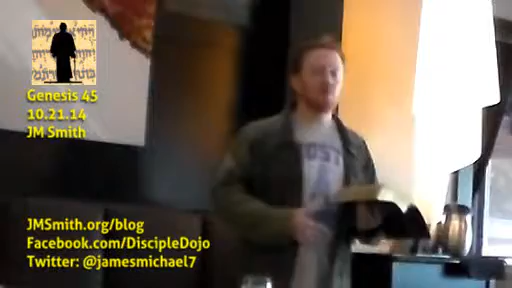 Genesis 45
10.21.14
JM Smith
JMSmith.org/blog
Facebook.com/DiscipleDojo
Twitter: @jamesmichael7